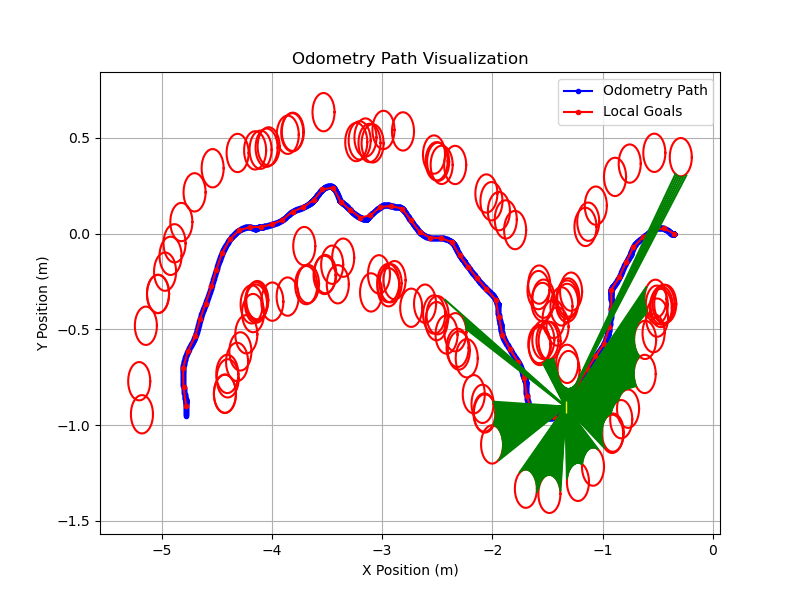 Odometry Path Visualization
Odometry Path
Local Goals
Y Position (m)
0.5
0.0
−0.5
−1.0
−1.5
−5
−4
−3
−2
−1
0
X Position (m)